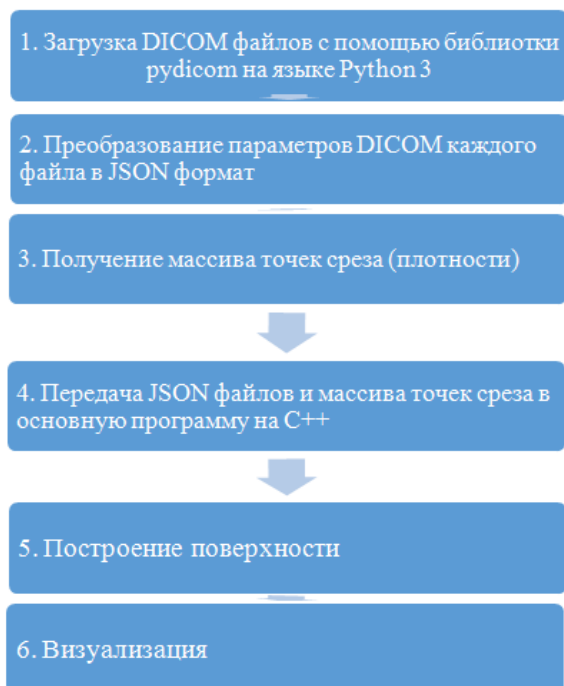 1. Загрузка DICOM файлов с помощью библиотки
pydicom на языке Python 3
2. Преобразование параметров DICOM каждого
файла в JSON формат
3. Получение массива точек среза (плотности)
4. Передача JSON файлов и массива точек среза в
основную программу на C++
5. Построение поверхности
6. Визуализация